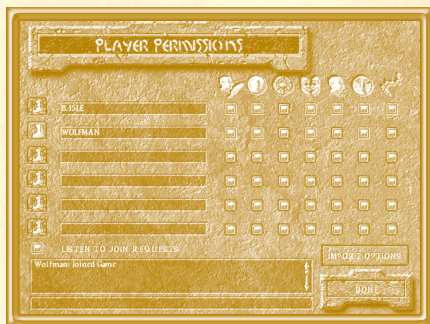 PLAYER PERMISSIONS
B. ISLE
WOLFMAN
LISTEN TO JOIN REQUESTS
IMPORT OPTIONS
Wolfman: Joined Game
DONE